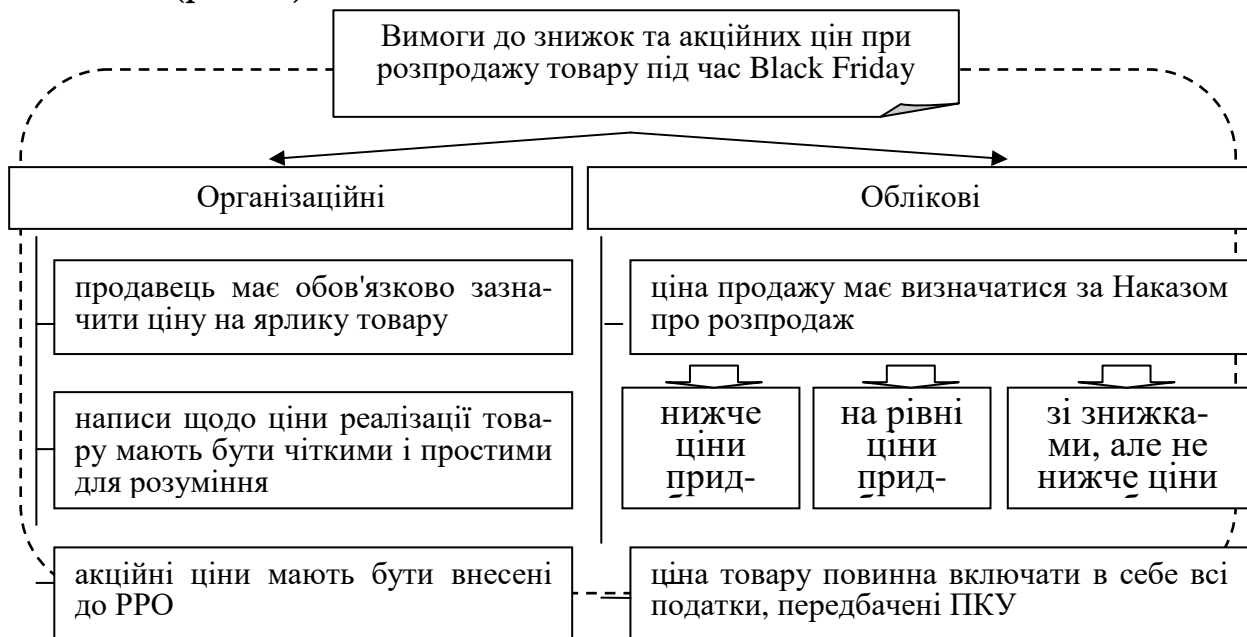 Вимоги до знижок та акційних цін при
розпродажу товару під час Black Friday
Організаційні
Облікові
продавець має обов'язково зазна-
чити ціну на ярлику товару
написи щодо ціни реалізації това-
ру мають бути чіткими і простими
для розуміння
акційні ціни мають бути внесені
до РРО
ціна продажу має визначатися за Наказом
про розпродаж
нижче
ціни
прид-
на рівні
ціни
прид-
зі знижка-
ми, але не
нижче ціни
ціна товару повинна включати в себе всі
податки, передбачені ПКУ